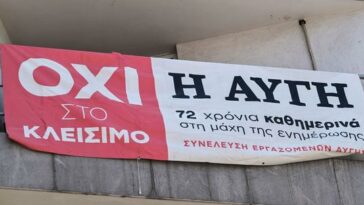 ΟΧΙ
ΣΤΟ
ΚΛΕΙΣΙΜΟ
Η ΑΥΓΗ
72 χρόνια καθημερινά
στη μάχη της ενημέρωσης
ΣΥΝΕΛΕΥΣΗ ΕΡΓΑΖΟΜΕΝΩΝ ΑΥΓΗΣ